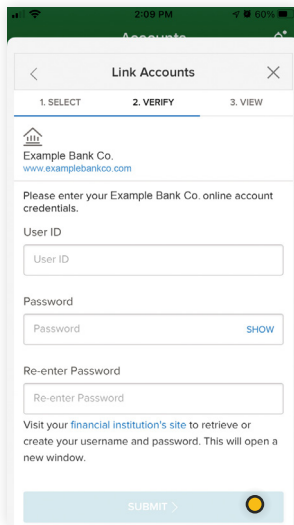 2:09 PM
60%
Accounts
Link Accounts
1. SELECT
2. VERIFY
3. VIEW
Example Bank Co.
www.examplebankco.com
Please enter your Example Bank Co. online account
credentials.
User ID
User ID
Password
Password
SHOW
Re-enter Password
Re-enter Password
Visit your financial institution's site to retrieve or
create your username and password. This will open a
new window.
SUBMIT >